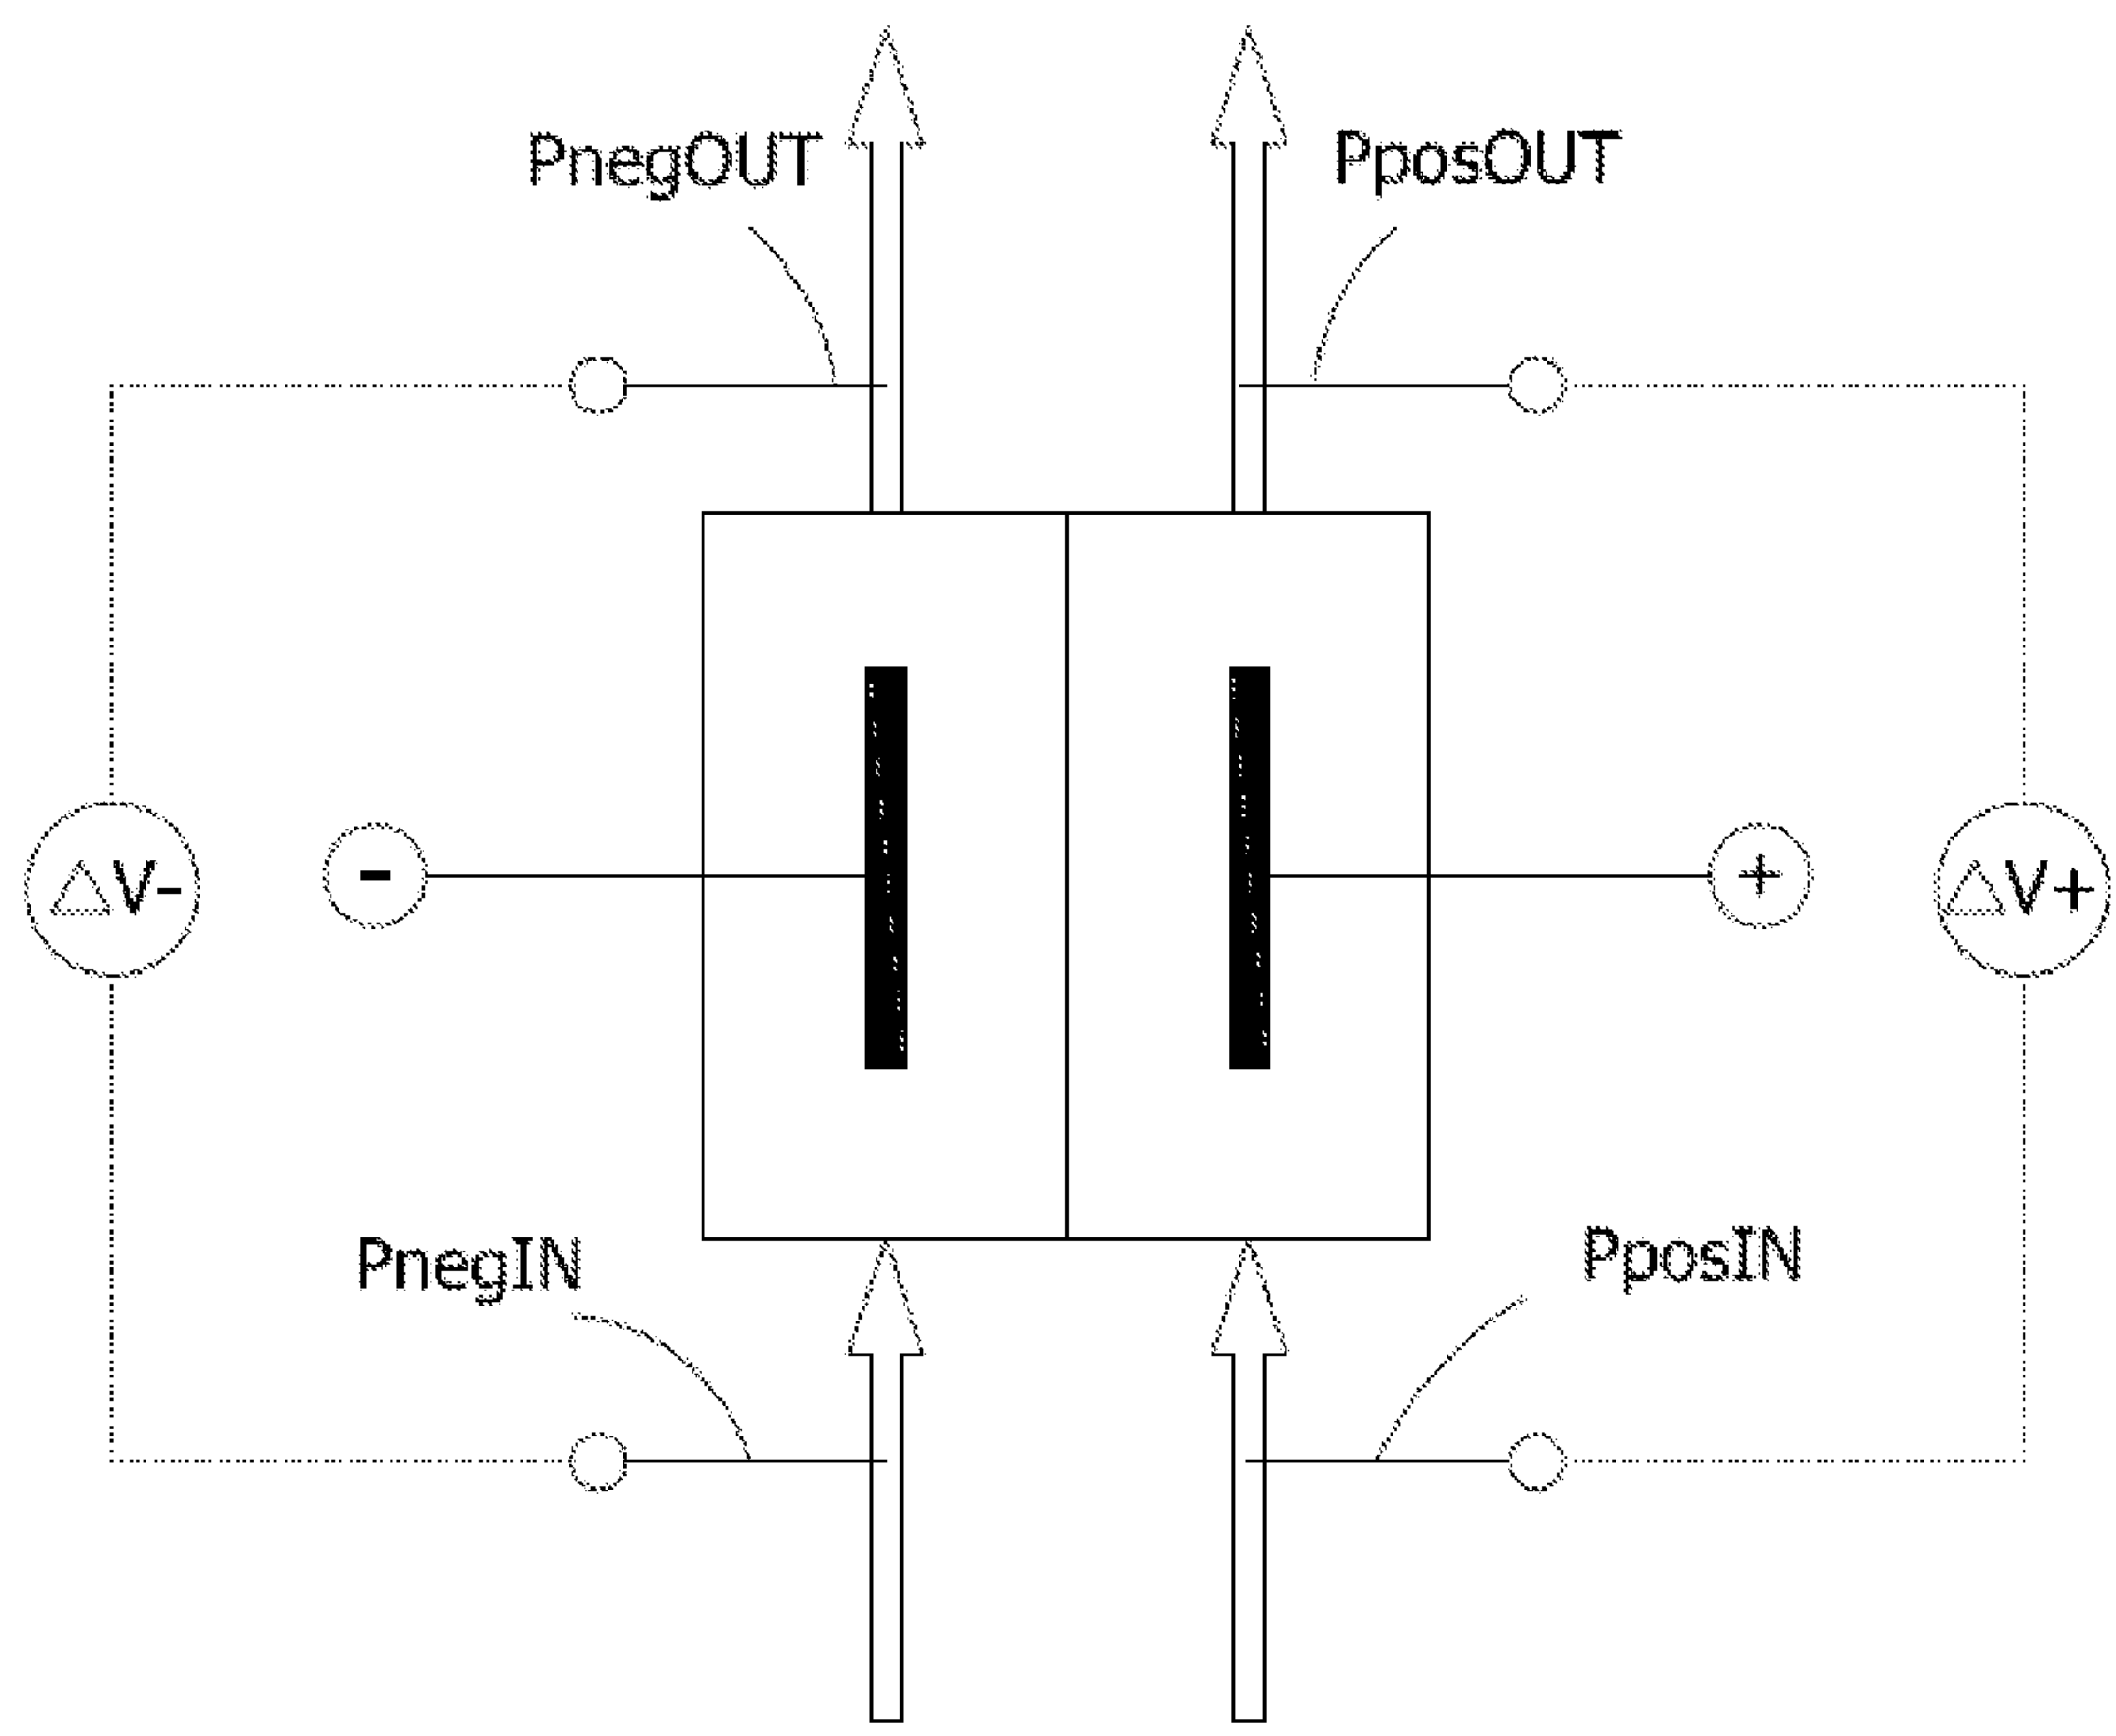 PnegOUT
PposOUT
△V-
-
+
△V+
PnegIN
PposIN